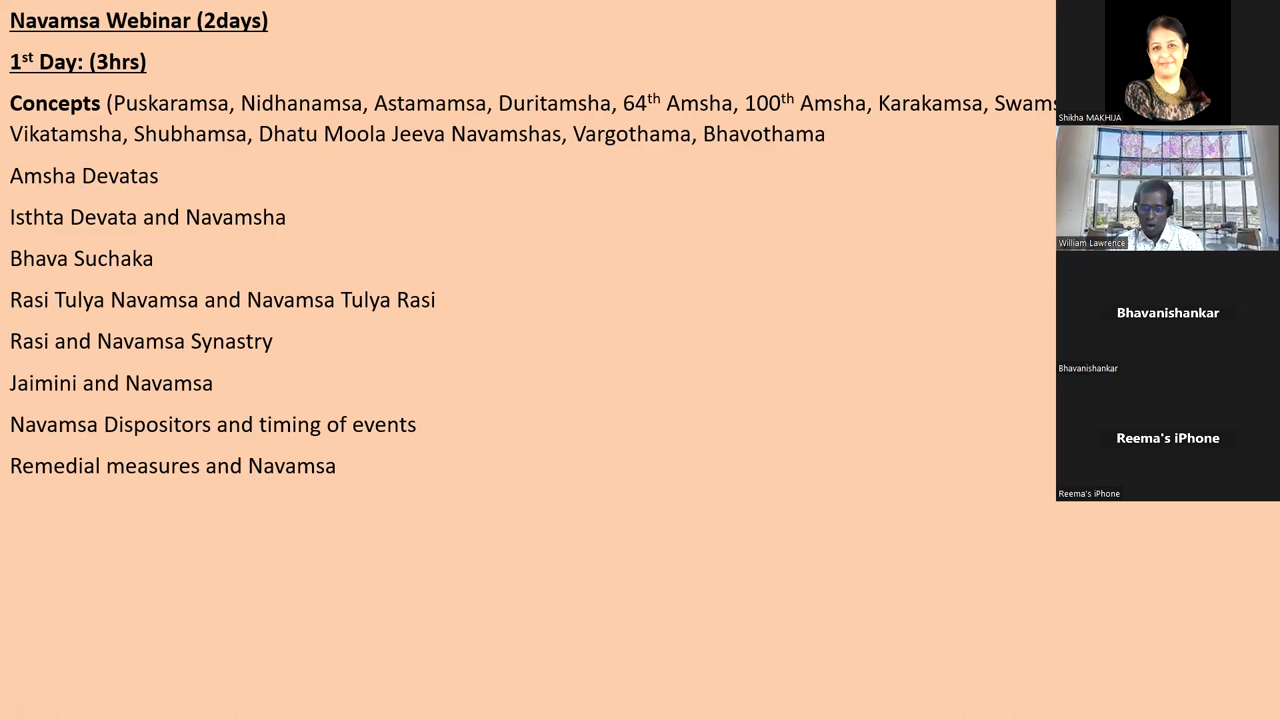 Navamsa Webinar (2days)
1st Day: (3hrs)
Concepts (Puskaramsa, Nidhanamsa, Astamamsa, Duritamsha, 64th Amsha, 100th Amsha, Karakamsa, Swams
Vikatamsha, Shubhamsa, Dhatu Moola Jeeva Navamshas, Vargothama, Bhavothama
Amsha Devatas
Isthta Devata and Navamsha
Bhava Suchaka
Rasi Tulya Navamsa and Navamsa Tulya Rasi
Rasi and Navamsa Synastry
Jaimini and Navamsa
Navamsa Dispositors and timing of events
Remedial measures and Navamsa
Shikha MAKHIJA
William Lawrence
Bhavanishankar
Bhavanishankar
Reema's iPhone
Reema's iPhone